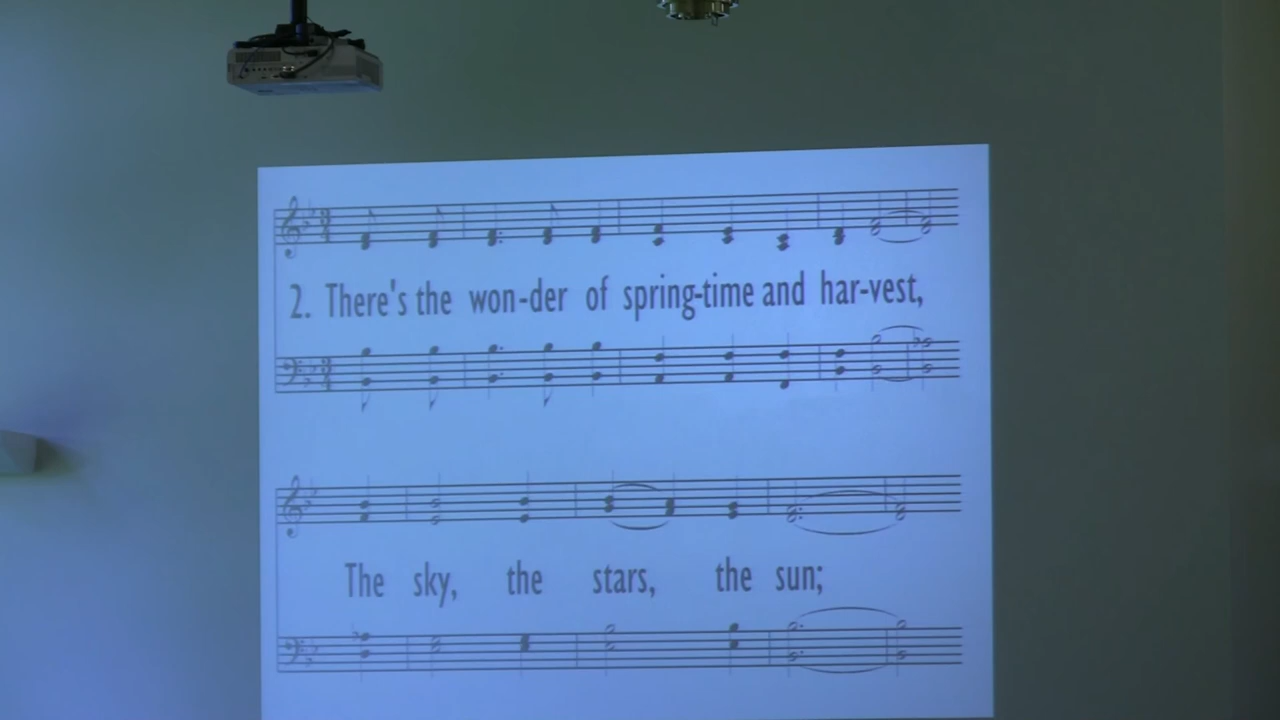 2. There's the won-der of spring-time and har-vest,
The sky, the stars, the sun;